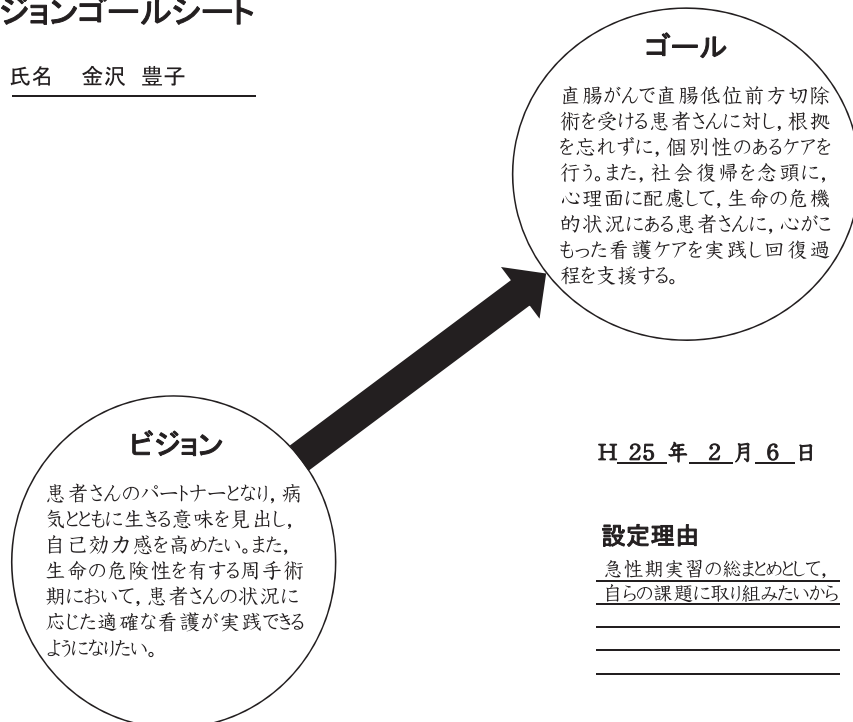 ジョンゴールシート
氏名 金沢 豊子
ゴール
直腸がんで直腸低位前方切除
術を受ける患者さんに対し，根拠
を忘れずに，個別性のあるケアを
行う。また，社会復帰を念頭に，
心理面に配慮して，生命の危機
的状況にある患者さんに，心がこ
もった看護ケアを実践し回復過
程を支援する。
ビジョン
患者さんのパートナーとなり，病
気とともに生きる意味を見出し，
自己効力感を高めたい。また，
生命の危険性を有する周手術
期において，患者さんの状況に
応じた適確な看護が実践できる
ようになりたい。
H 25 年 2 月 6 日
設定理由
急性期実習の総まとめとして，
自らの課題に取り組みたいから